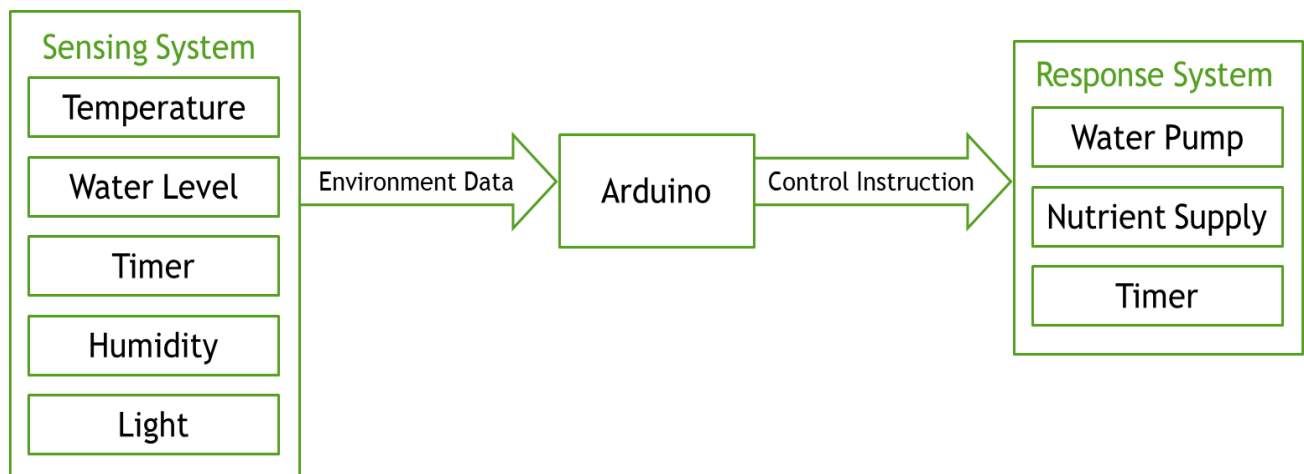 Sensing System
Temperature
Water Level
Timer
Humidity
Light
Environment Data
Arduino
Control Instruction
Response System
Water Pump
Nutrient Supply
Timer